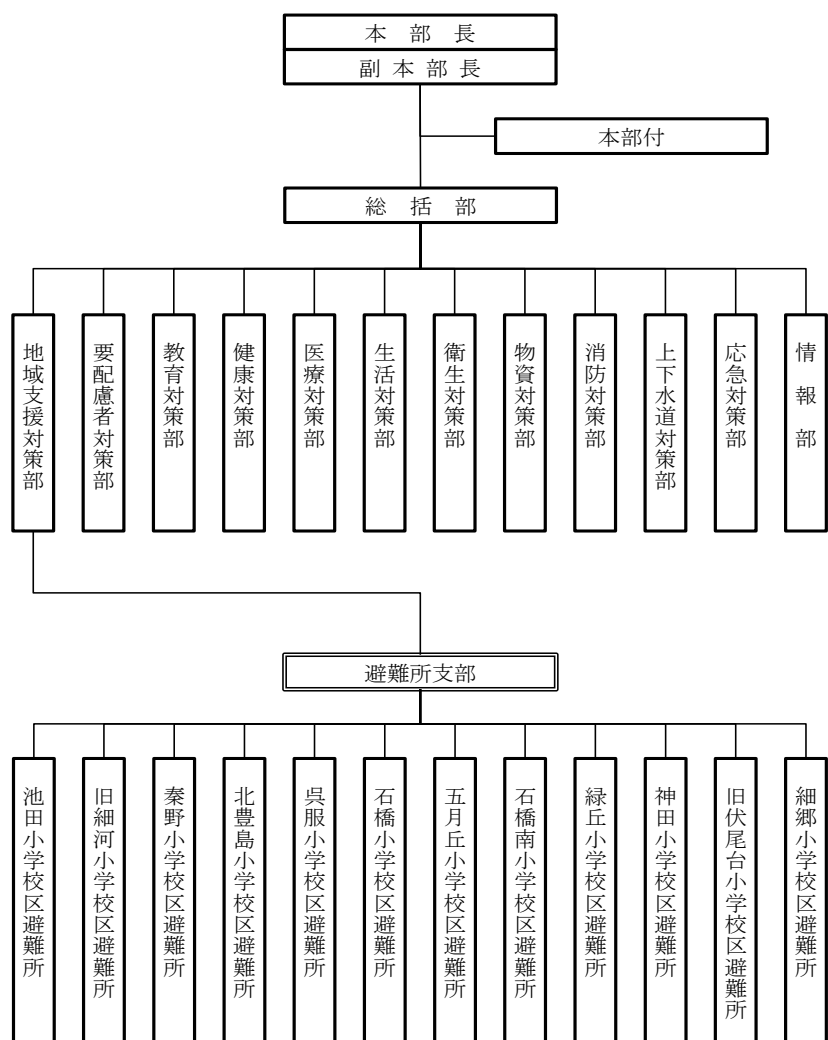 本部長
副本部長
本部付
総括部
地域支援対策部
要配慮者対策部
教育対策部
健康対策部
医療対策部
生活対策部
衛生対策部
物資対策部
消防対策部
上下水道対策部
応急対策部
情報部
避難所支部
池田小学校区避難所
旧細河小学校区避難所
秦野小学校区避難所
北豊島小学校区避難所
呉服小学校区避難所
石橋小学校区避難所
五月丘小学校区避難所
石橋南小学校区避難所
緑丘小学校区避難所
神田小学校区避難所
旧伏尾台小学校区避難所
細郷小学校区避難所